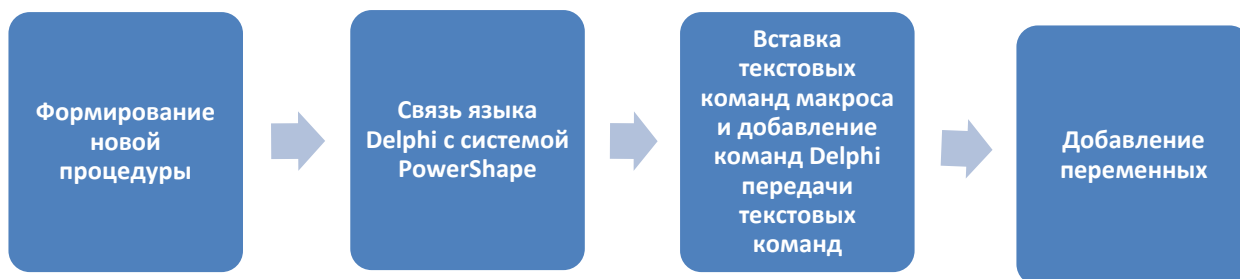 Формирование
новой
процедуры
Связь языка
Delphi с системой
PowerShape
Вставка
текстовых
команд макроса
и добавление
команд Delphi
передачи
текстовых
команд
Добавление
переменных